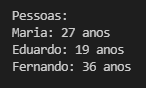 Pessoas:
Maria: 27 anos
Eduardo: 19 anos
Fernando: 36 anos